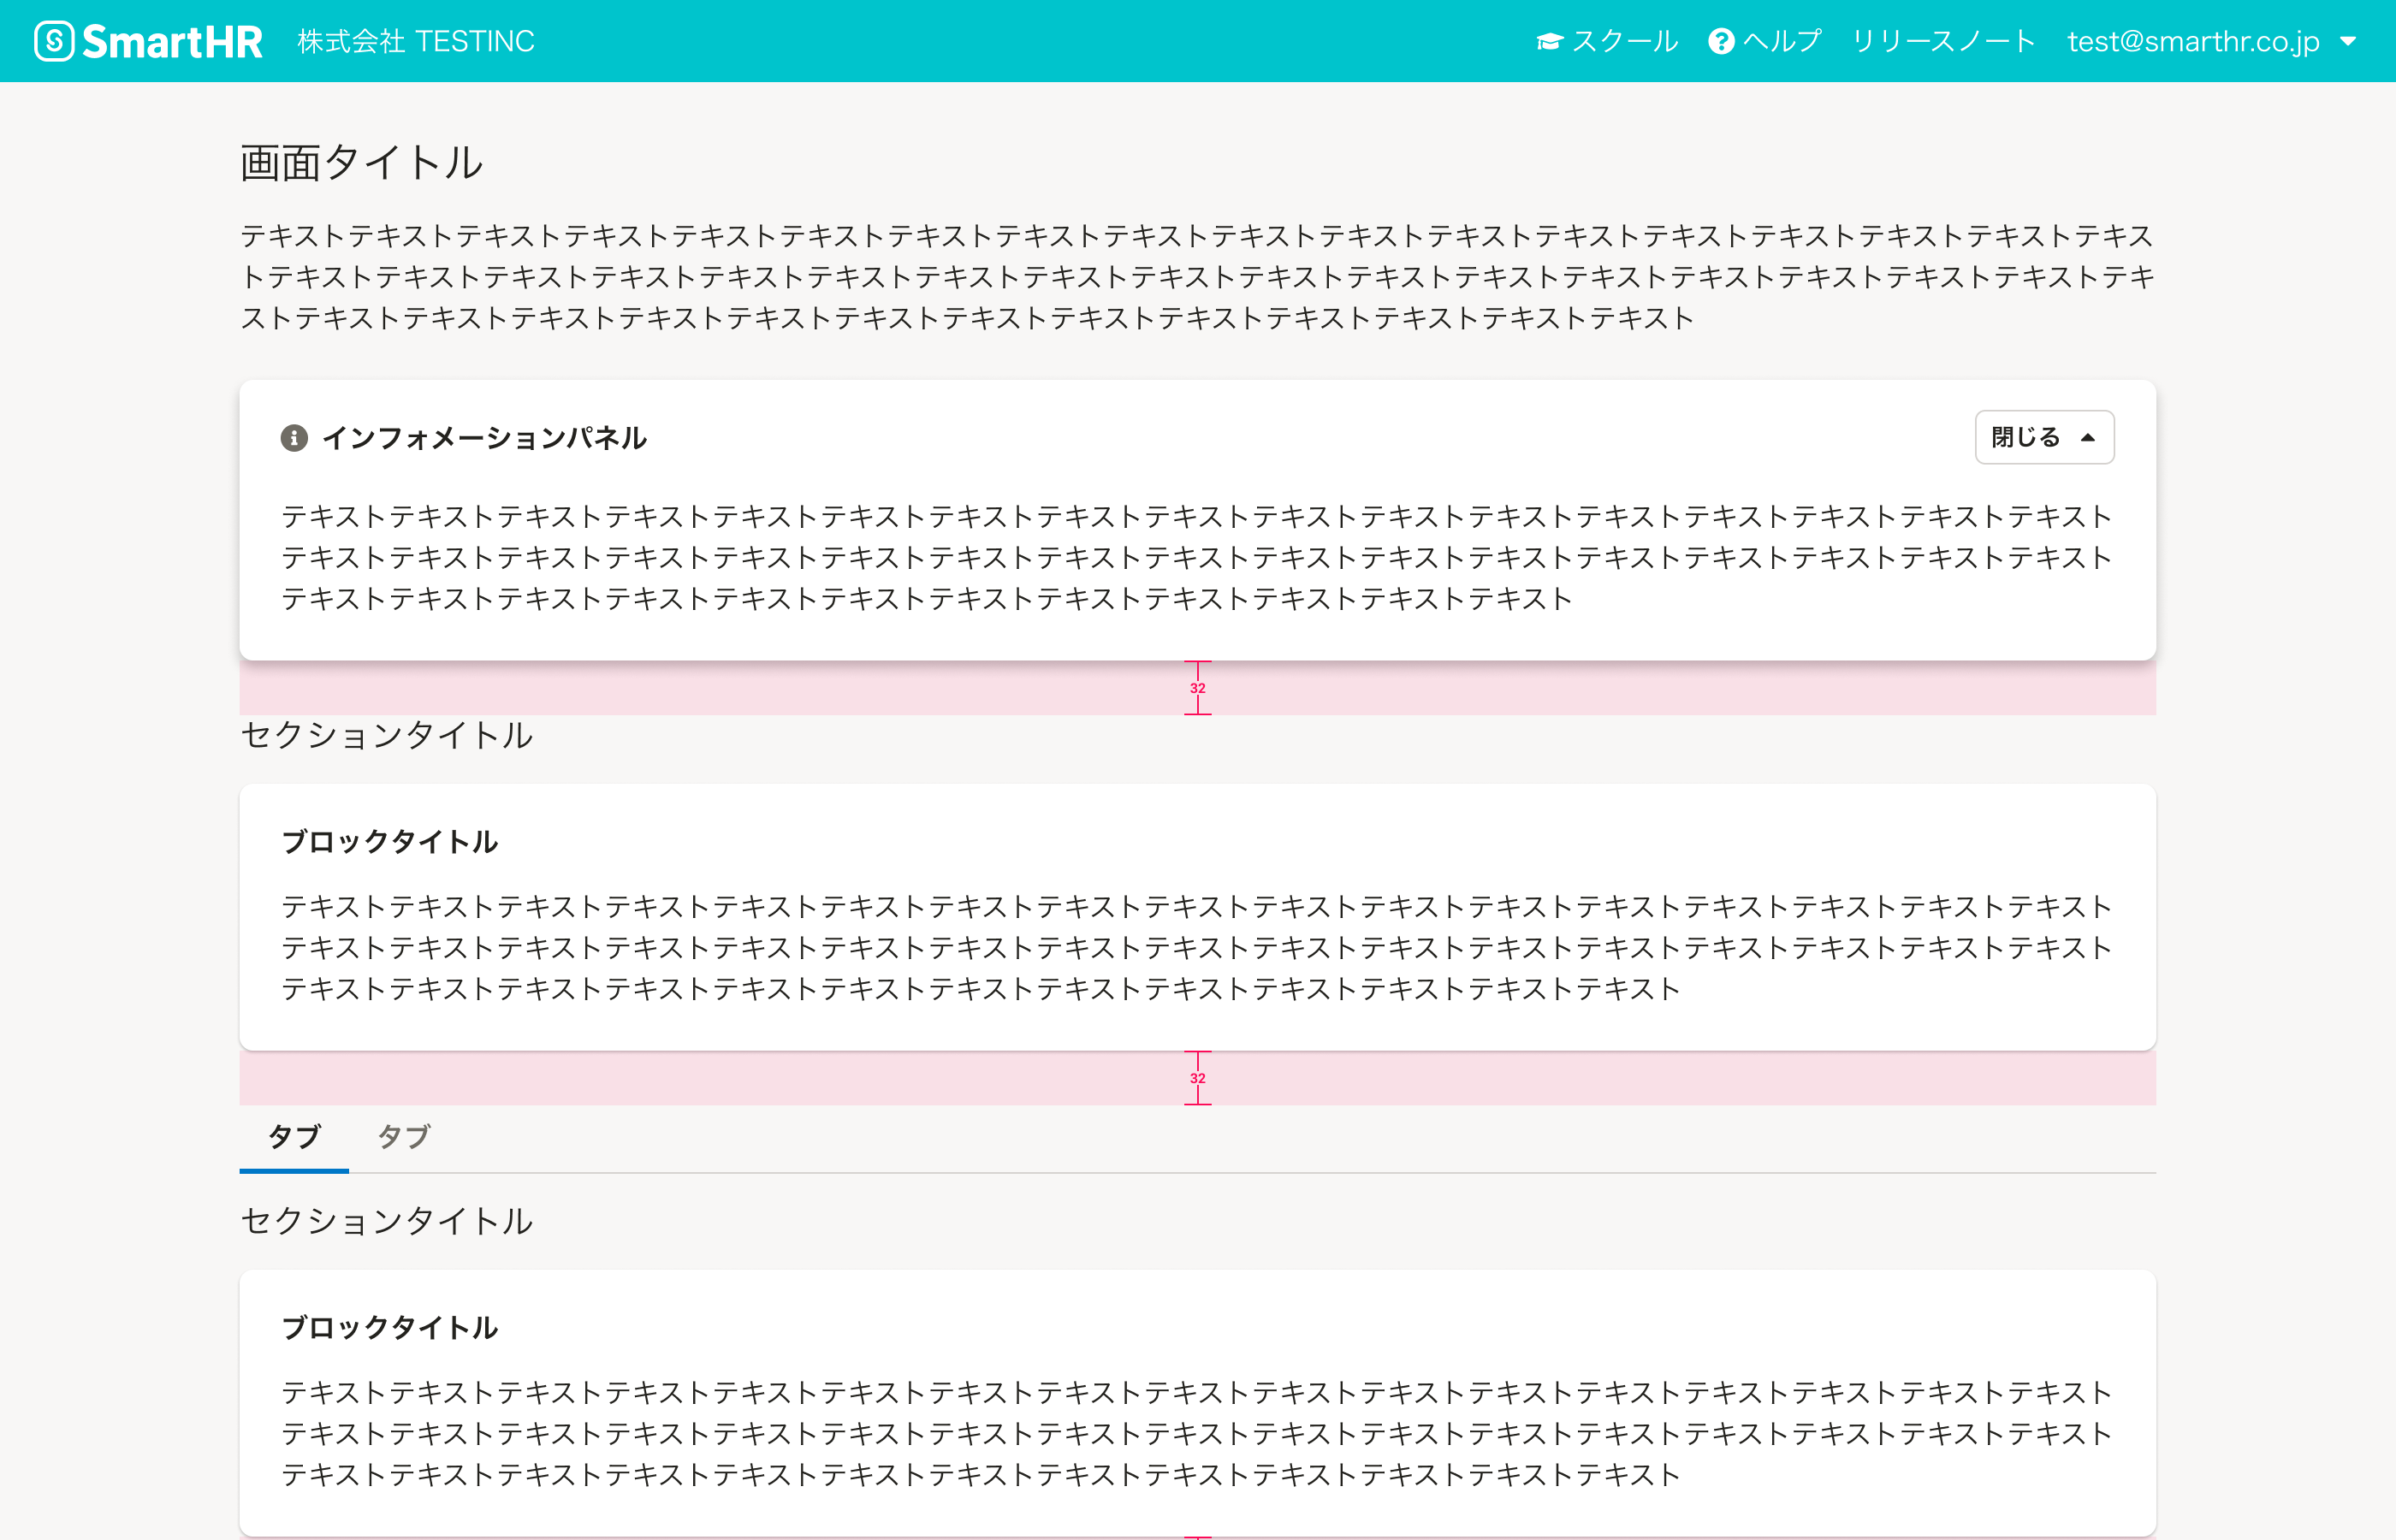 SmartHR 株式会社 TESTINC スクール ヘルプ リリースノート test@smarthr.co.jp
画面タイトル
テキストテキストテキストテキストテキストテキストテキストテキストテキストテキストテキストテキストテキストテキストテキストテキストテキストテキス
トテキストテキストテキストテキストテキストテキストテキストテキストテキストテキストテキストテキストテキストテキストテキストテキストテキストテキ
ストテキストテキストテキストテキストテキストテキストテキストテキストテキストテキストテキストテキストテキスト
インフォメーションパネル 閉じる
テキストテキストテキストテキストテキストテキストテキストテキストテキストテキストテキストテキストテキストテキストテキストテキストテキスト
テキストテキストテキストテキストテキストテキストテキストテキストテキストテキストテキストテキストテキストテキストテキストテキストテキスト
テキストテキストテキストテキストテキストテキストテキストテキストテキストテキストテキストテキスト
32
セクションタイトル
ブロックタイトル
テキストテキストテキストテキストテキストテキストテキストテキストテキストテキストテキストテキストテキストテキストテキストテキストテキスト
テキストテキストテキストテキストテキストテキストテキストテキストテキストテキストテキストテキストテキストテキストテキストテキストテキスト
テキストテキストテキストテキストテキストテキストテキストテキストテキストテキストテキストテキストテキスト
32
タブ タブ
セクションタイトル
ブロックタイトル
テキストテキストテキストテキストテキストテキストテキストテキストテキストテキストテキストテキストテキストテキストテキストテキストテキスト
テキストテキストテキストテキストテキストテキストテキストテキストテキストテキストテキストテキストテキストテキストテキストテキストテキスト
テキストテキストテキストテキストテキストテキストテキストテキストテキストテキストテキストテキストテキスト